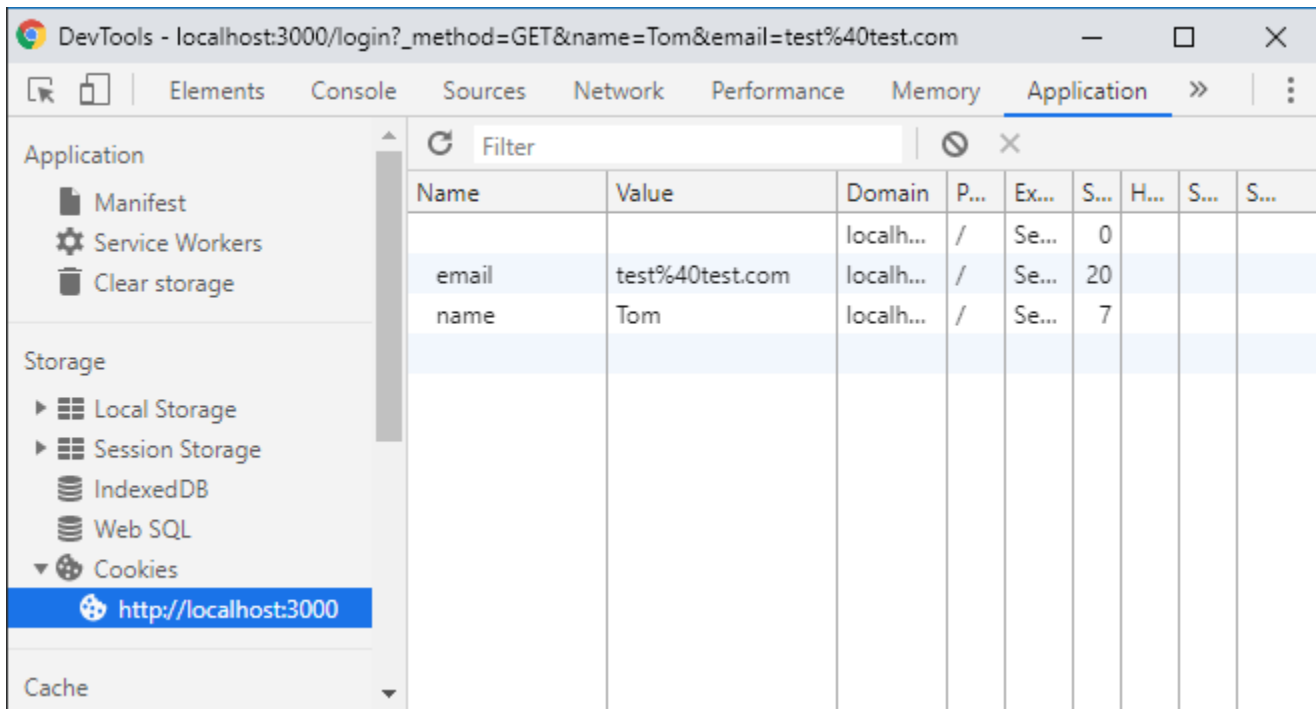 DevTools - localhost:3000/login?_method=GET&name=Tom&email=test%40test.com
Elements Console Sources Network Performance Memory Application »
Application
Manifest
Service Workers
Clear storage
Storage
Local Storage
Session Storage
IndexedDB
Web SQL
Cookies
http://localhost:3000
Cache
Filter
Name Value Domain P... Ex... S... H... S... S...
localh... / Se... 0
email test%40test.com localh... / Se... 20
name Tom localh... / Se... 7